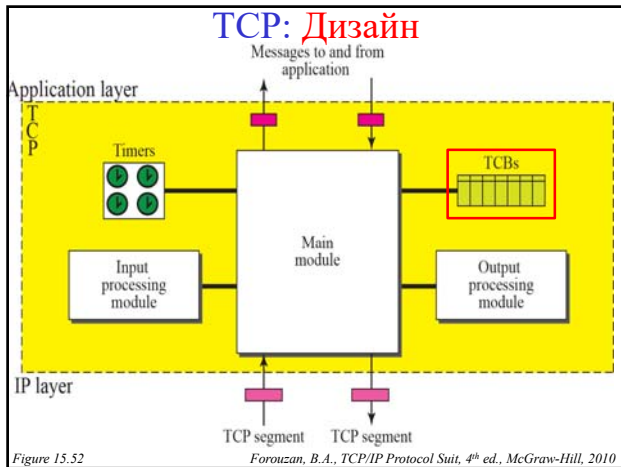 TCP: Дизайн
Messages to and from
application
Application layer
T
C
P
Timers
TCBs
Main
module
Input
processing
module
Output
processing
module
IP layer
TCP segment
TCP segment
Figure 15.52
Forouzan, B.A., TCP/IP Protocol Suit, 4th ed., McGraw-Hill, 2010